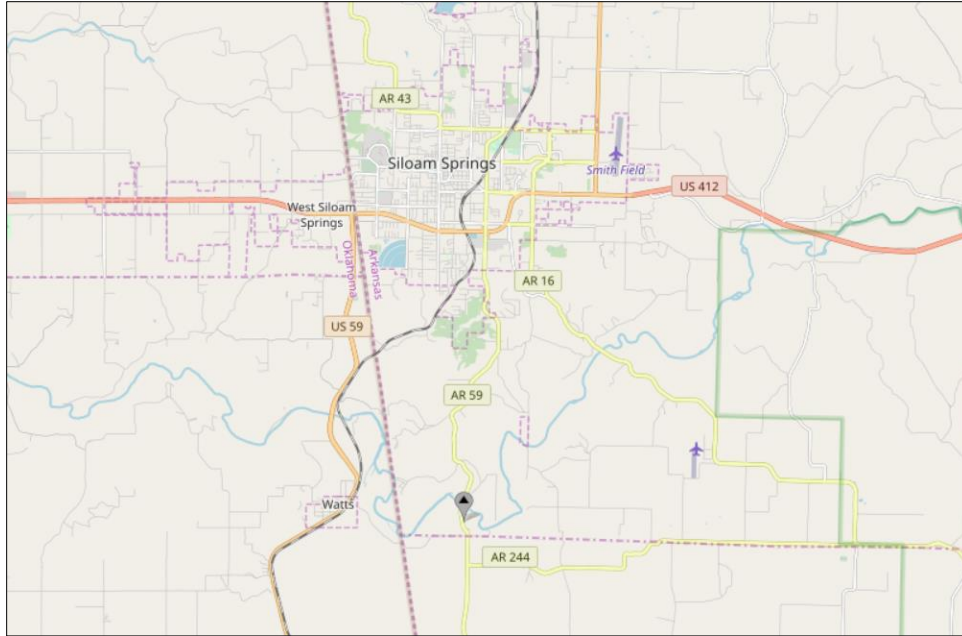 AR 43
Siloam Springs
Smith Field
US 412
West Siloam
Springs
Oklahoma
Arkansas
AR 16
US 59
AR 59
Watts
AR 244